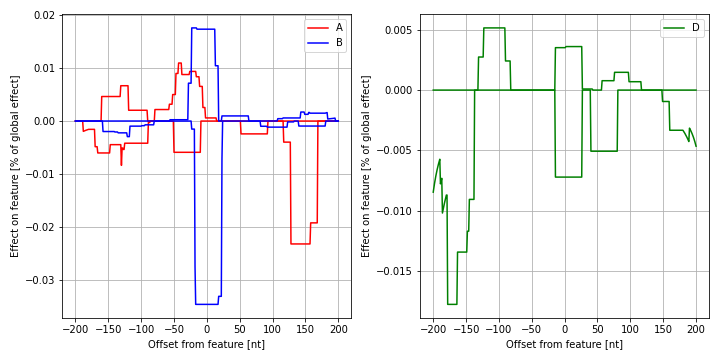 0.02
0.01
0.00
−0.01
−0.02
−0.03
−200 −150 −100 −50 0 50 100 150 200
Offset from feature [nt]
Effect on feature [% of global effect]
A
B
0.005
0.000
−0.005
−0.010
−0.015
−200 −150 −100 −50 0 50 100 150 200
Offset from feature [nt]
Effect on feature [% of global effect]
D